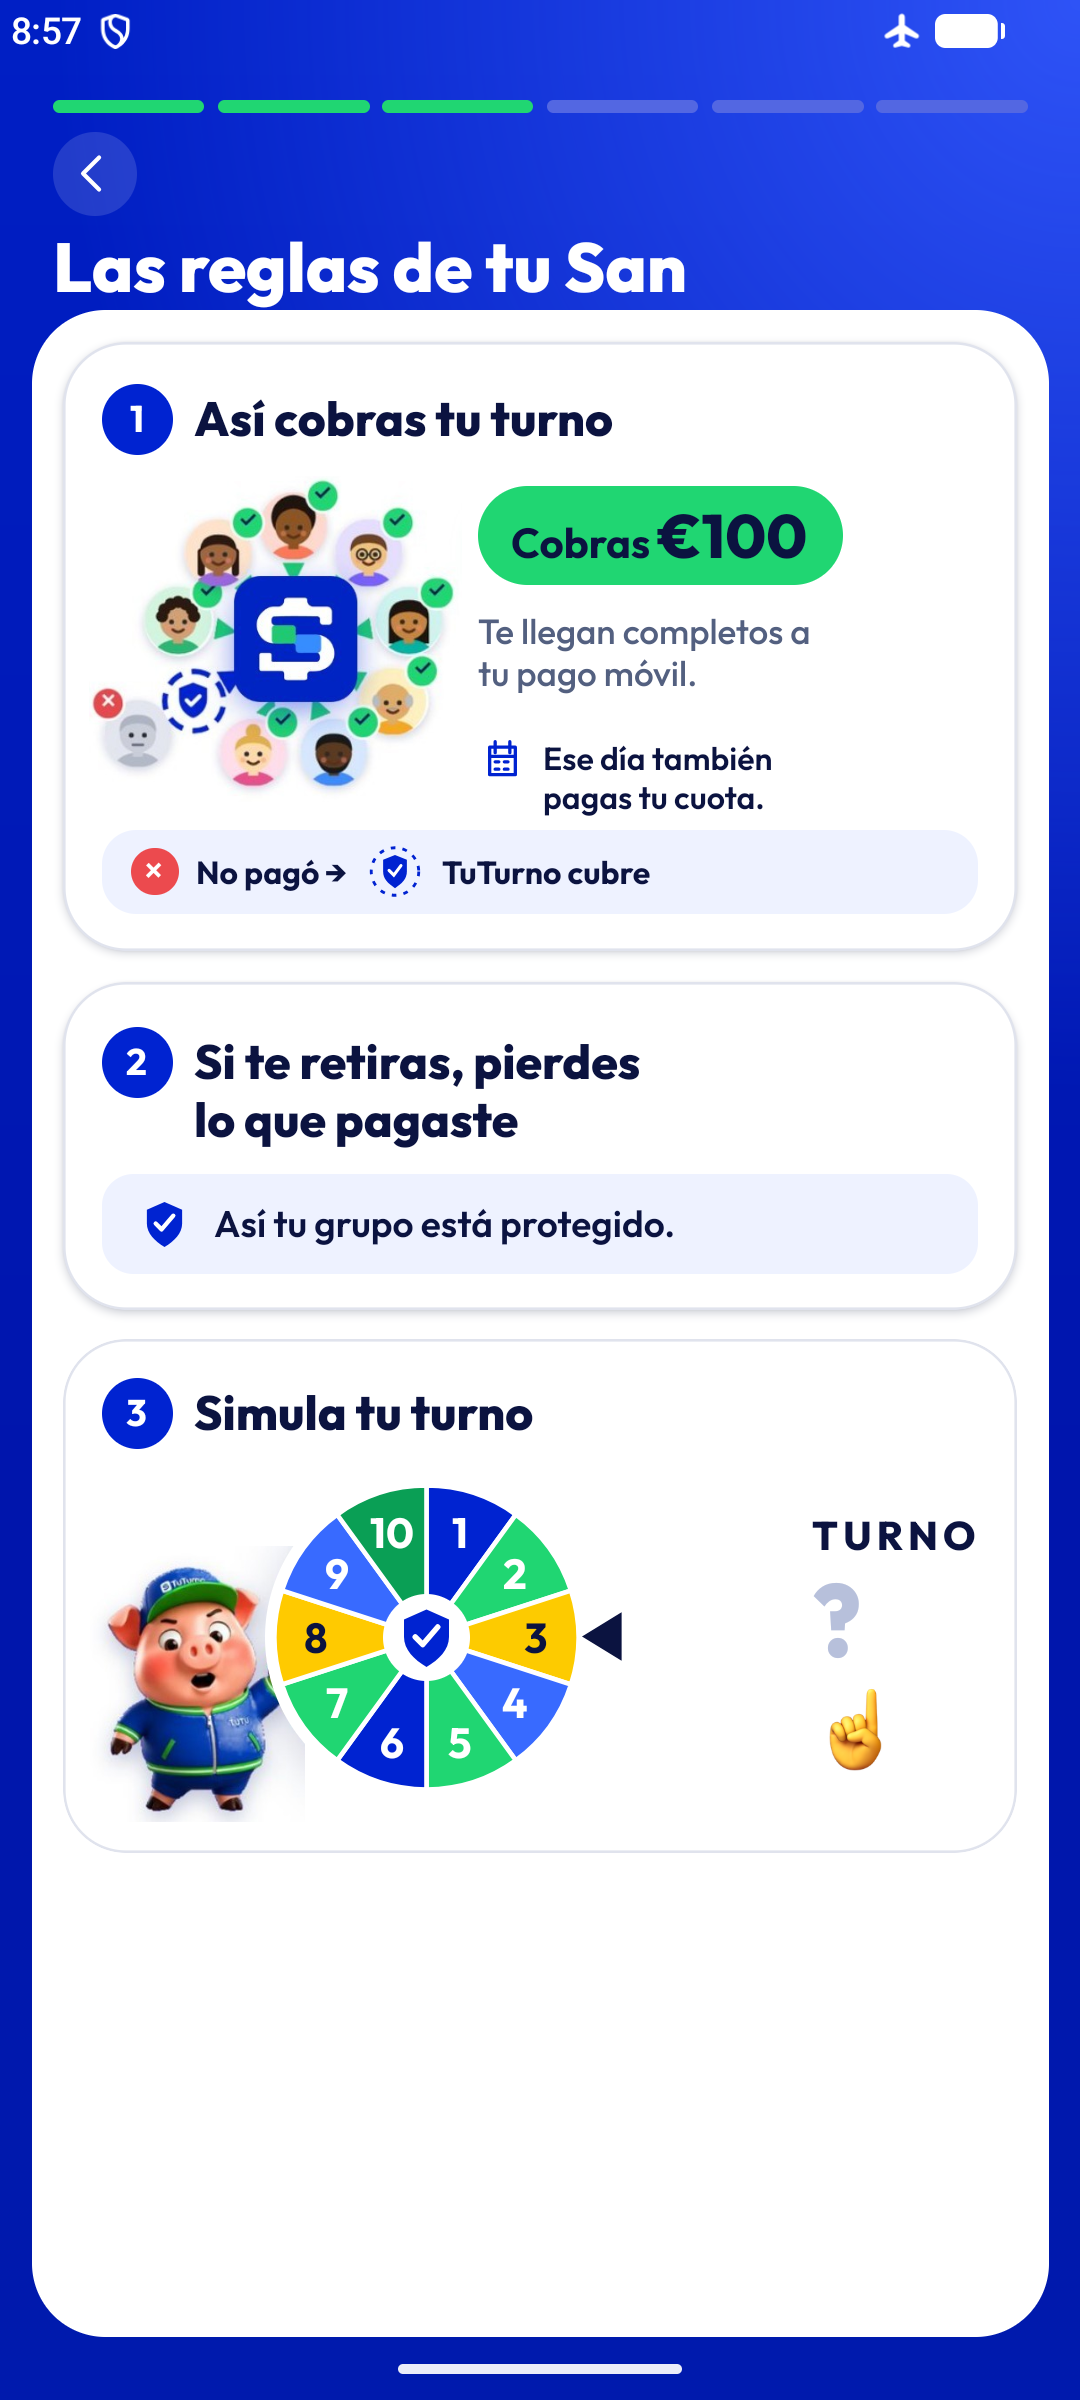 8:57
Las reglas de tu San
1 Así cobras tu turno
Cobras €100
Te llegan completos a
tu pago móvil.
Ese día también
pagas tu cuota.
No pagó → TuTurno cubre
2 Si te retiras, pierdes
lo que pagaste
Así tu grupo está protegido.
3 Simula tu turno
10 1
9 2
8 3
7 4
6 5
TuTurno
TUTU
TURNO
?